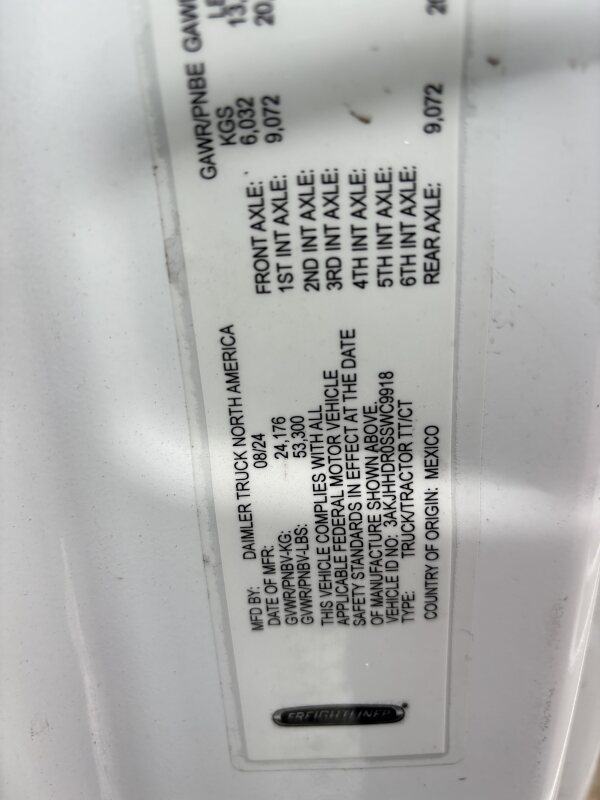 FREIGHTLINER
MFD BY: DAIMLER TRUCK NORTH AMERICA
DATE OF MFR: 08/24
GVWR/PNBV-KG: 24,176
GVWR/PNBV-LBS: 53,300
THIS VEHICLE COMPLIES WITH ALL
APPLICABLE FEDERAL MOTOR VEHICLE
SAFETY STANDARDS IN EFFECT AT THE DATE
OF MANUFACTURE SHOWN ABOVE.
VEHICLE ID NO: 3AKJHHDR0SSWC9918
TYPE: TRUCK/TRACTOR TT/CT
COUNTRY OF ORIGIN: MEXICO
GAWR/PNBE
KGS
FRONT AXLE: 6,032
1ST INT AXLE: 9,072
2ND INT AXLE:
3RD INT AXLE:
4TH INT AXLE:
5TH INT AXLE:
6TH INT AXLE:
REAR AXLE: 9,072